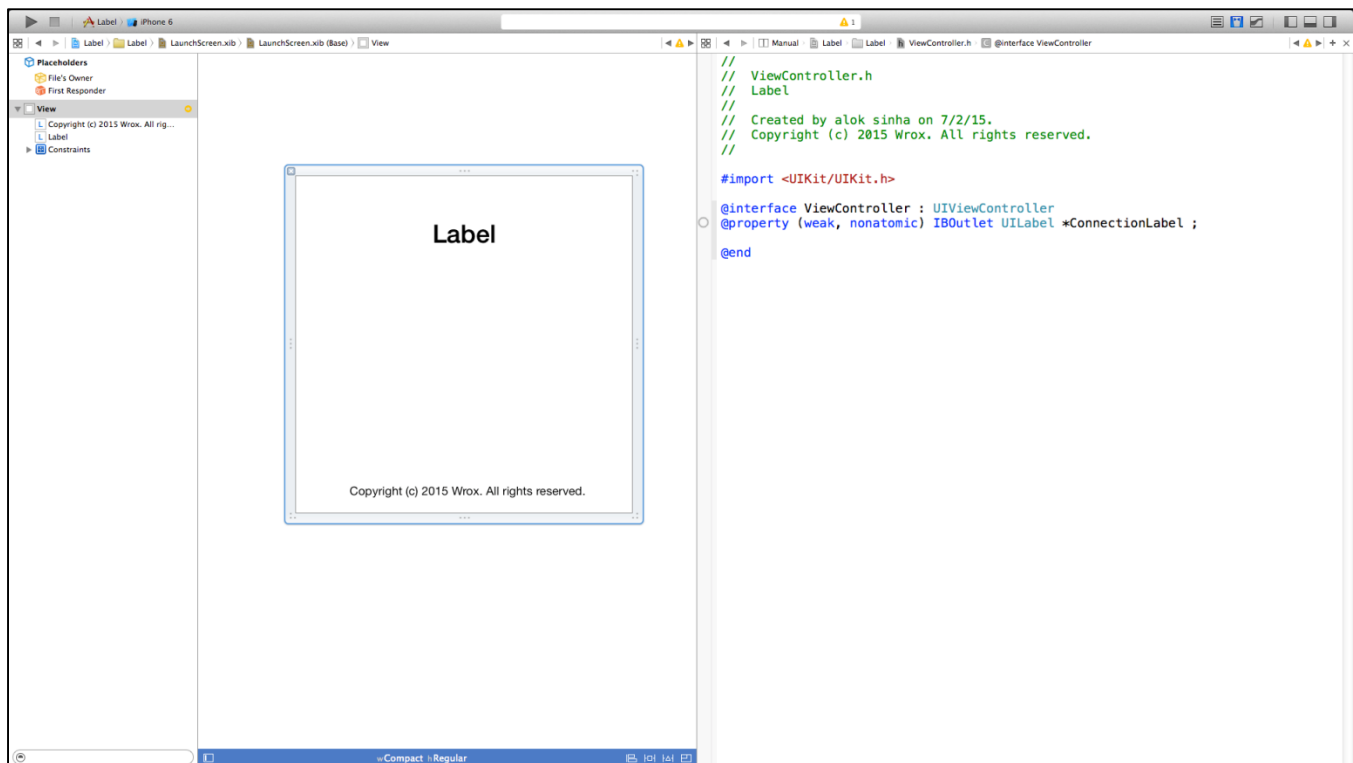 Label › iPhone 6
1
Label › Label › LaunchScreen.xib › LaunchScreen.xib (Base) › View
Manual › Label › Label › ViewController.h › @interface ViewController
Placeholders
File's Owner
First Responder
View
L Copyright (c) 2015 Wrox. All rig...
L Label
Constraints
Label
Copyright (c) 2015 Wrox. All rights reserved.
wCompact hRegular
//
//  ViewController.h
//  Label
//
//  Created by alok sinha on 7/2/15.
//  Copyright (c) 2015 Wrox. All rights reserved.
//
#import <UIKit/UIKit.h>
@interface ViewController : UIViewController
@property (weak, nonatomic) IBOutlet UILabel *ConnectionLabel ;
@end